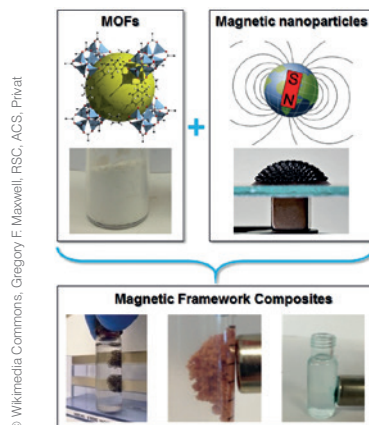 MOFs
Magnetic nanoparticles
S
N
+
Magnetic Framework Composites
© Wikimedia Commons, Gregory F. Maxwell, RSC, ACS, Privat